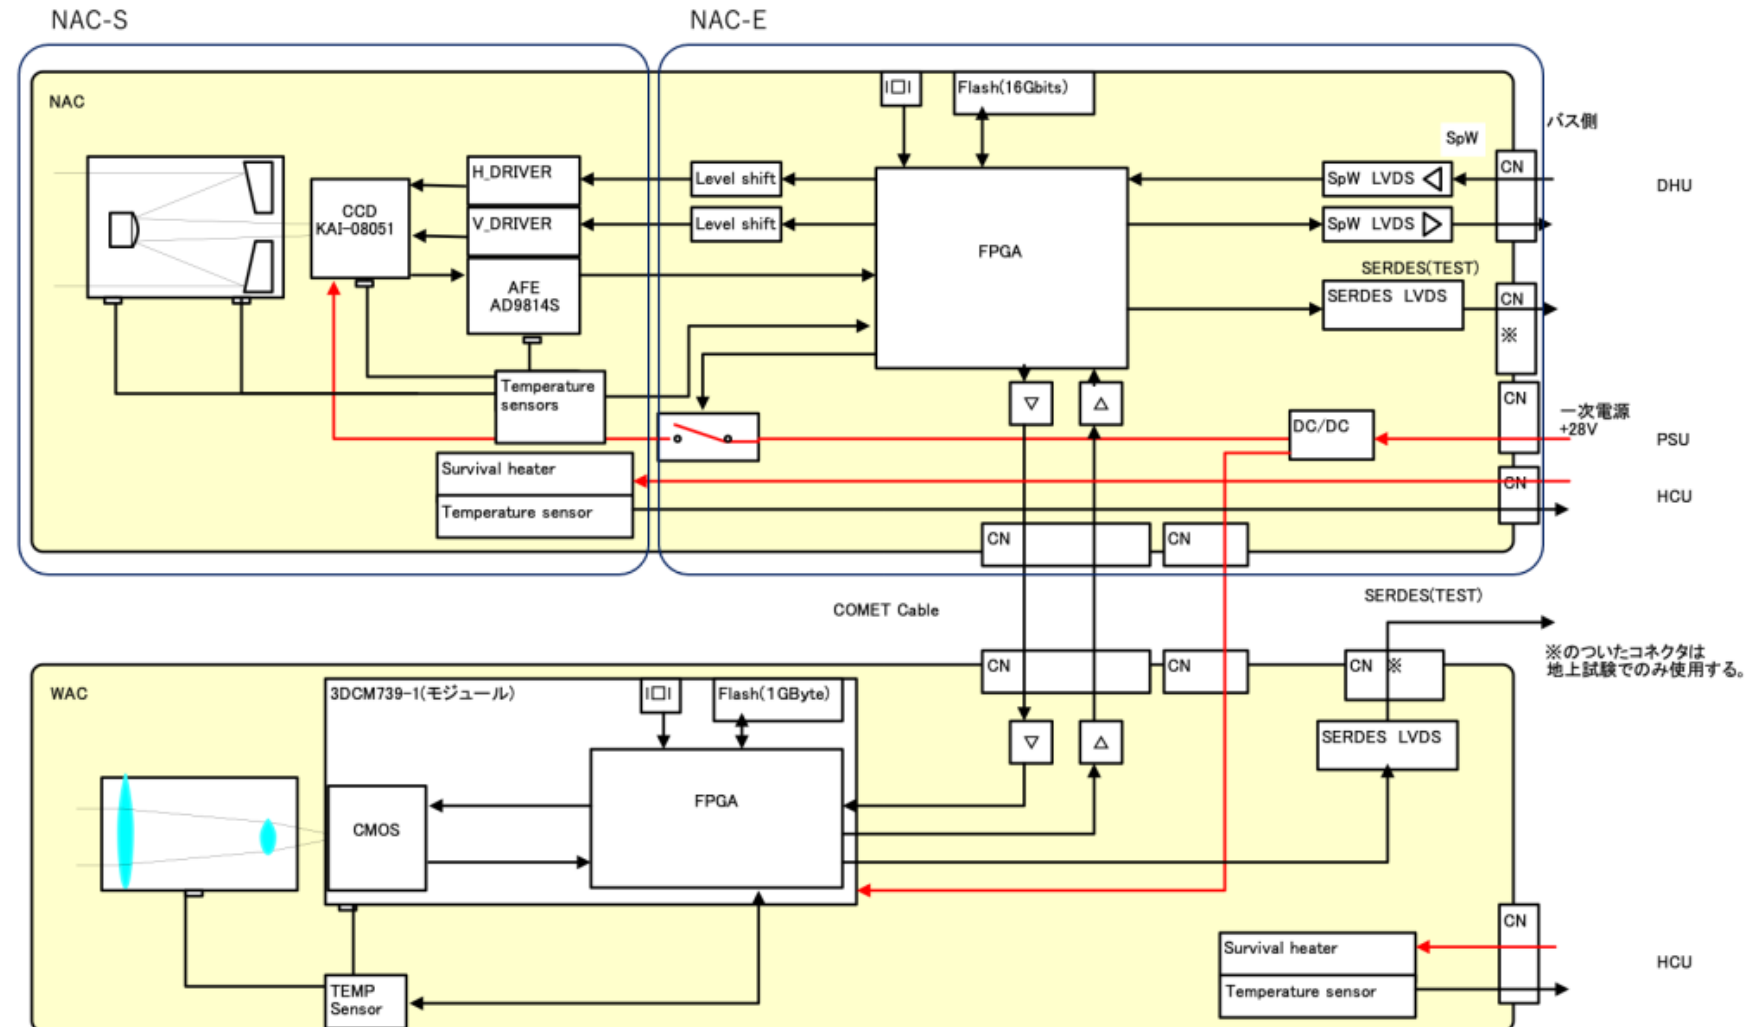 NAC-S
NAC-E
NAC
Flash(16Gbits)
バス側
SpW
H_DRIVER
Level shift
SpW LVDS
CN
DHU
CCD
KAI-08051
V_DRIVER
Level shift
SpW LVDS
FPGA
AFE
AD9814S
SERDES(TEST)
SERDES LVDS
CN
※
Temperature
sensors
CN
一次電源
+28V
DC/DC
PSU
Survival heater
CN
HCU
Temperature sensor
CN
CN
COMET Cable
SERDES(TEST)
※のついたコネクタは
地上試験でのみ使用する。
CN
CN
CN ※
WAC
3DCM739-1(モジュール)
Flash(1GByte)
SERDES LVDS
FPGA
CMOS
CN
Survival heater
HCU
TEMP
Sensor
Temperature sensor